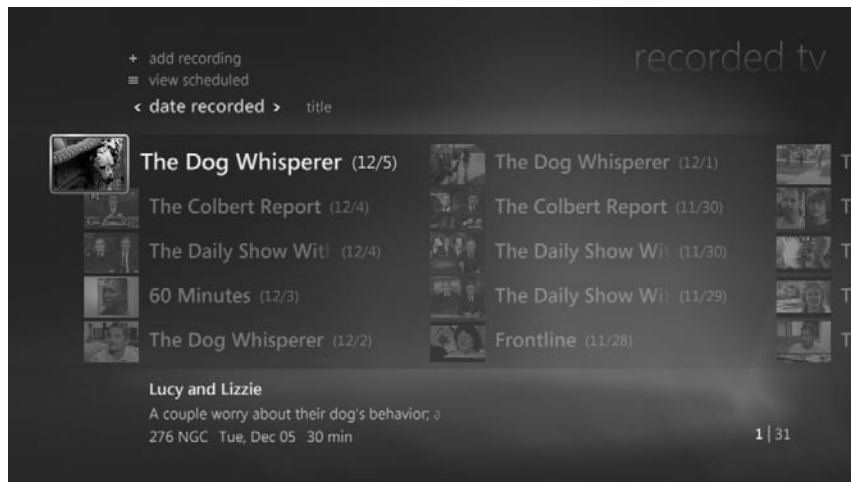 + add recording
recorded tv
≡ view scheduled
< date recorded > title
The Dog Whisperer (12/5)
The Dog Whisperer (12/1)
T
The Colbert Report (12/4)
The Colbert Report (11/30)
T
The Daily Show Wit (12/4)
The Daily Show Wi (11/30)
T
60 Minutes (12/3)
The Daily Show Wi (11/29)
T
The Dog Whisperer (12/2)
Frontline (11/28)
T
Lucy and Lizzie
A couple worry about their dog's behavior; a
276 NGC Tue, Dec 05 30 min
1 | 31